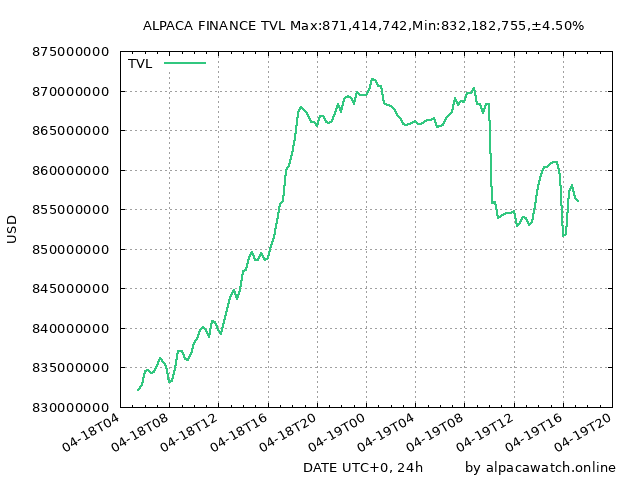 ALPACA FINANCE TVL Max:871,414,742,Min:832,182,755,±4.50%
875000000
870000000
865000000
860000000
855000000
850000000
845000000
840000000
835000000
830000000
USD
TVL
04-18T04
04-18T08
04-18T12
04-18T16
04-18T20
04-19T00
04-19T04
04-19T08
04-19T12
04-19T16
04-19T20
DATE UTC+0, 24h
by alpacawatch.online